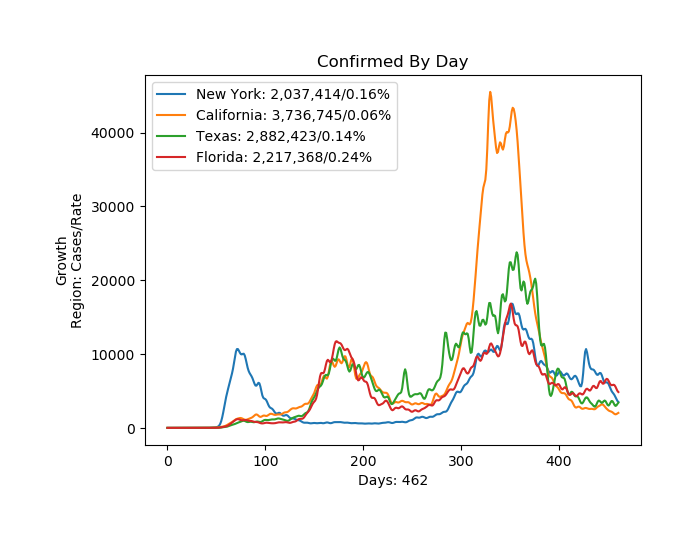 Confirmed By Day
New York: 2,037,414/0.16%
California: 3,736,745/0.06%
Texas: 2,882,423/0.14%
Florida: 2,217,368/0.24%
Growth
Region: Cases/Rate
40000
30000
20000
10000
0
0 100 200 300 400
Days: 462